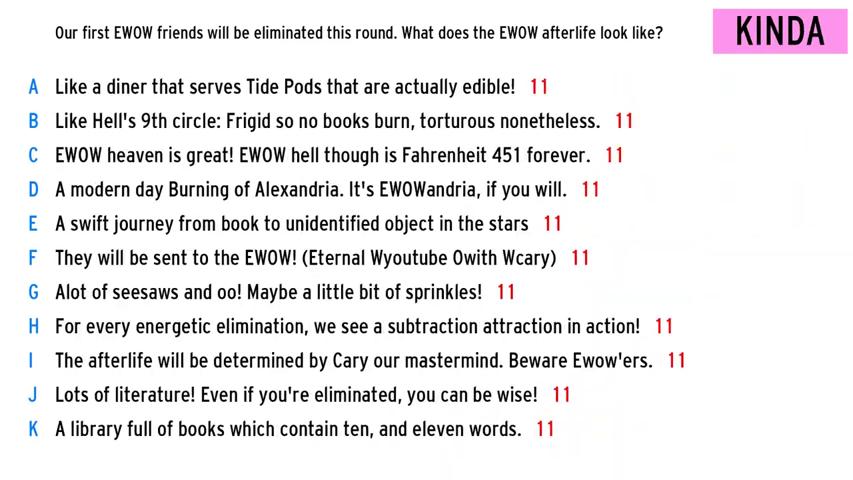 Our first EWOW friends will be eliminated this round. What does the EWOW afterlife look like?
KINDA
A Like a diner that serves Tide Pods that are actually edible! 11
B Like Hell's 9th circle: Frigid so no books burn, torturous nonetheless. 11
C EWOW heaven is great! EWOW hell though is Fahrenheit 451 forever. 11
D A modern day Burning of Alexandria. It's EWOWandria, if you will. 11
E A swift journey from book to unidentified object in the stars 11
F They will be sent to the EWOW! (Eternal Wyoutube Owith Wcary) 11
G Alot of seesaws and oo! Maybe a little bit of sprinkles! 11
H For every energetic elimination, we see a subtraction attraction in action! 11
I The afterlife will be determined by Cary our mastermind. Beware Ewow'ers. 11
J Lots of literature! Even if you're eliminated, you can be wise! 11
K A library full of books which contain ten, and eleven words. 11